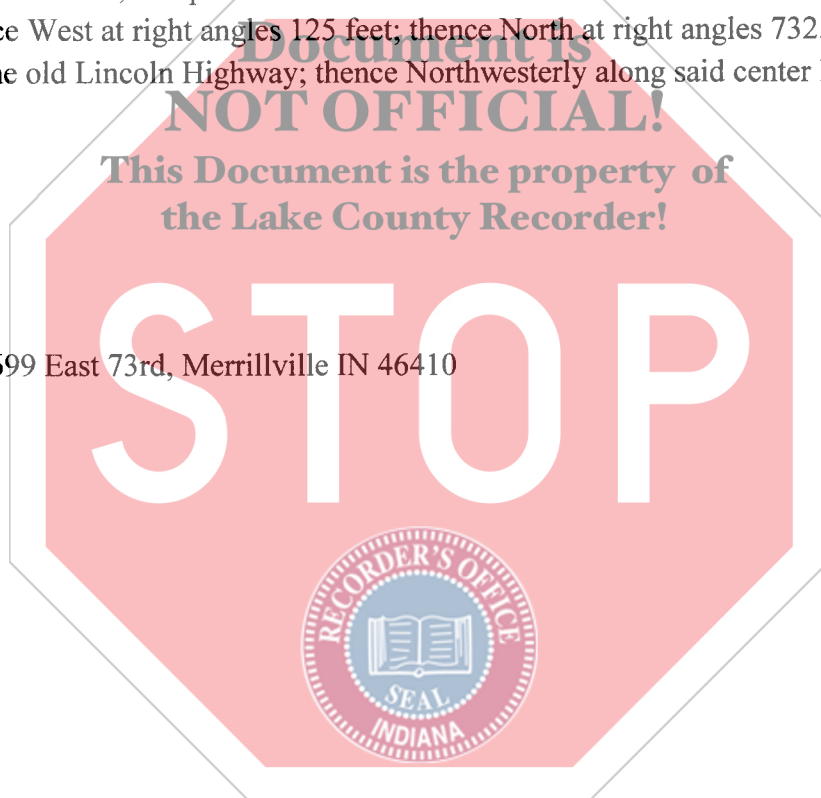 ce West at right angles 125 feet; thence North at right angles 732.
e old Lincoln Highway; thence Northwesterly along said center
Document is
NOT OFFICIAL!
This Document is the property of
the Lake County Recorder!
STOP
99 East 73rd, Merrillville IN 46410
RECORDER'S OFFICE
SEAL
INDIANA